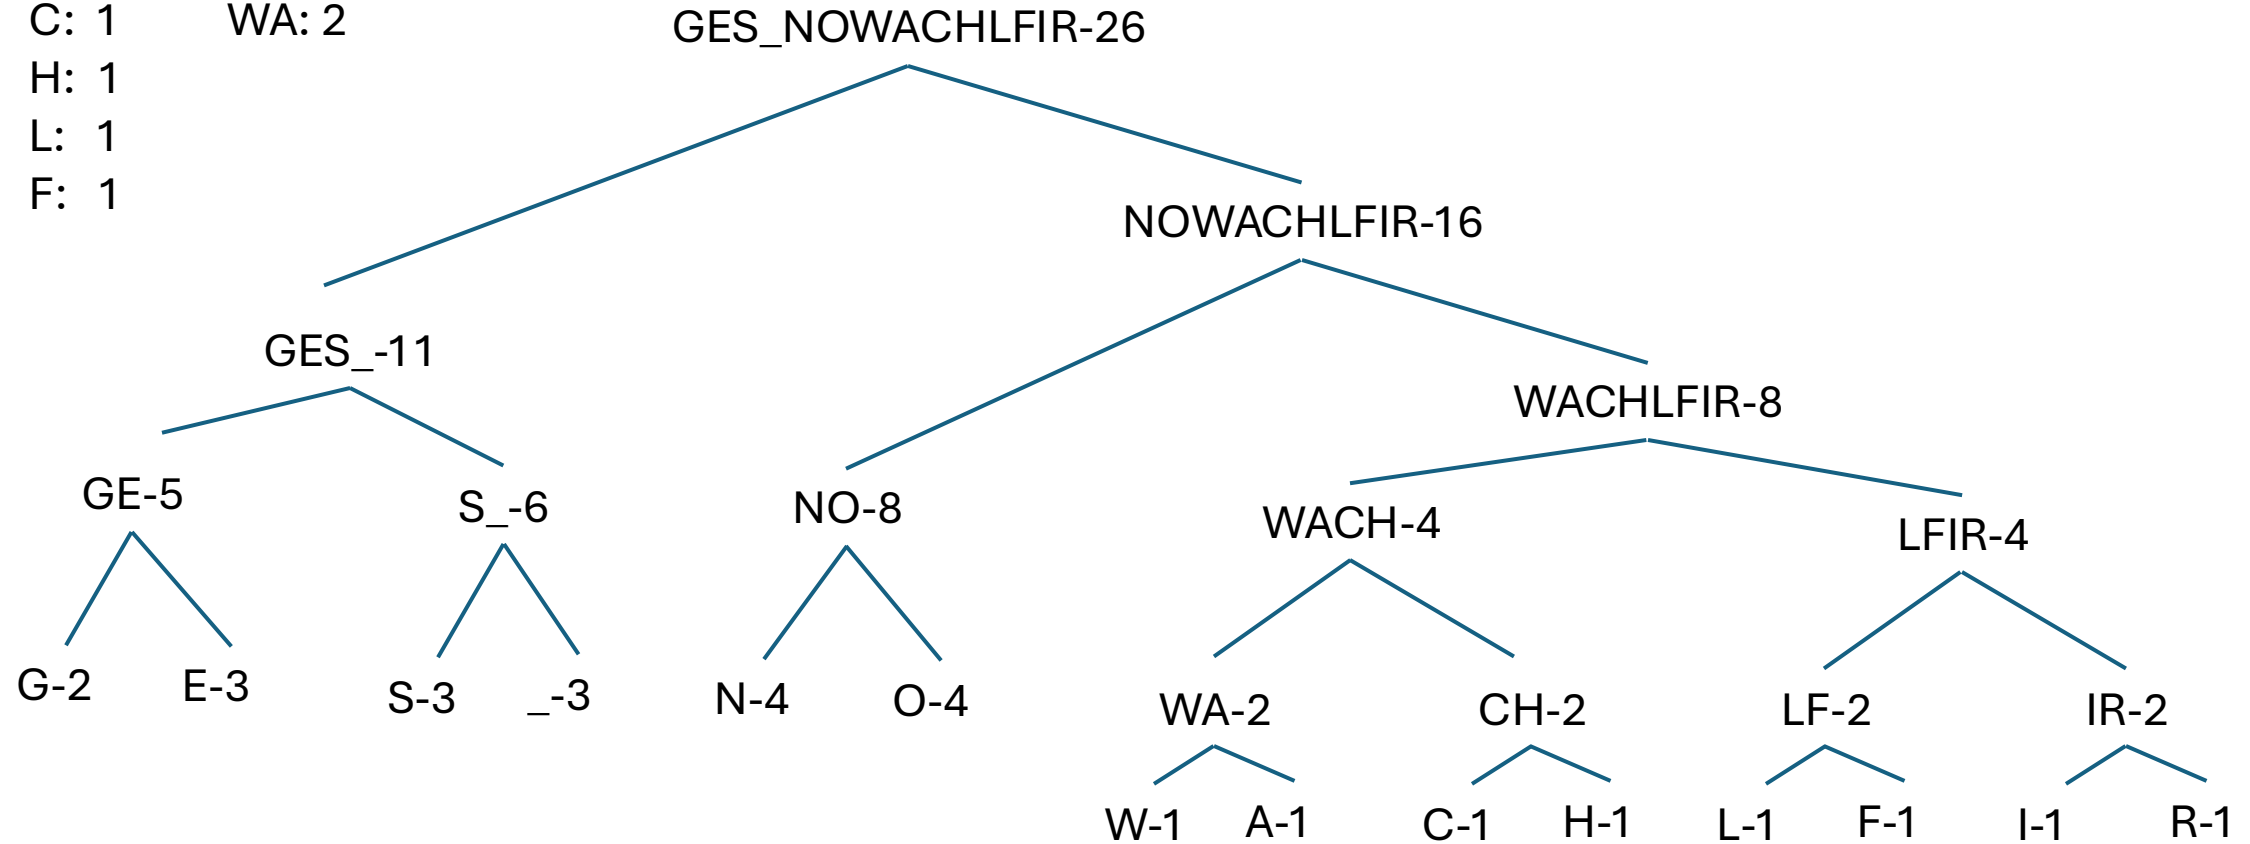 C: 1 WA: 2
H: 1
L: 1
F: 1
GES_NOWACHLFIR-26
NOWACHLFIR-16
GES_-11
WACHLFIR-8
GE-5
S_-6
NO-8
WACH-4
LFIR-4
G-2
E-3
S-3
_-3
N-4
O-4
WA-2
CH-2
LF-2
IR-2
W-1
A-1
C-1
H-1
L-1
F-1
I-1
R-1